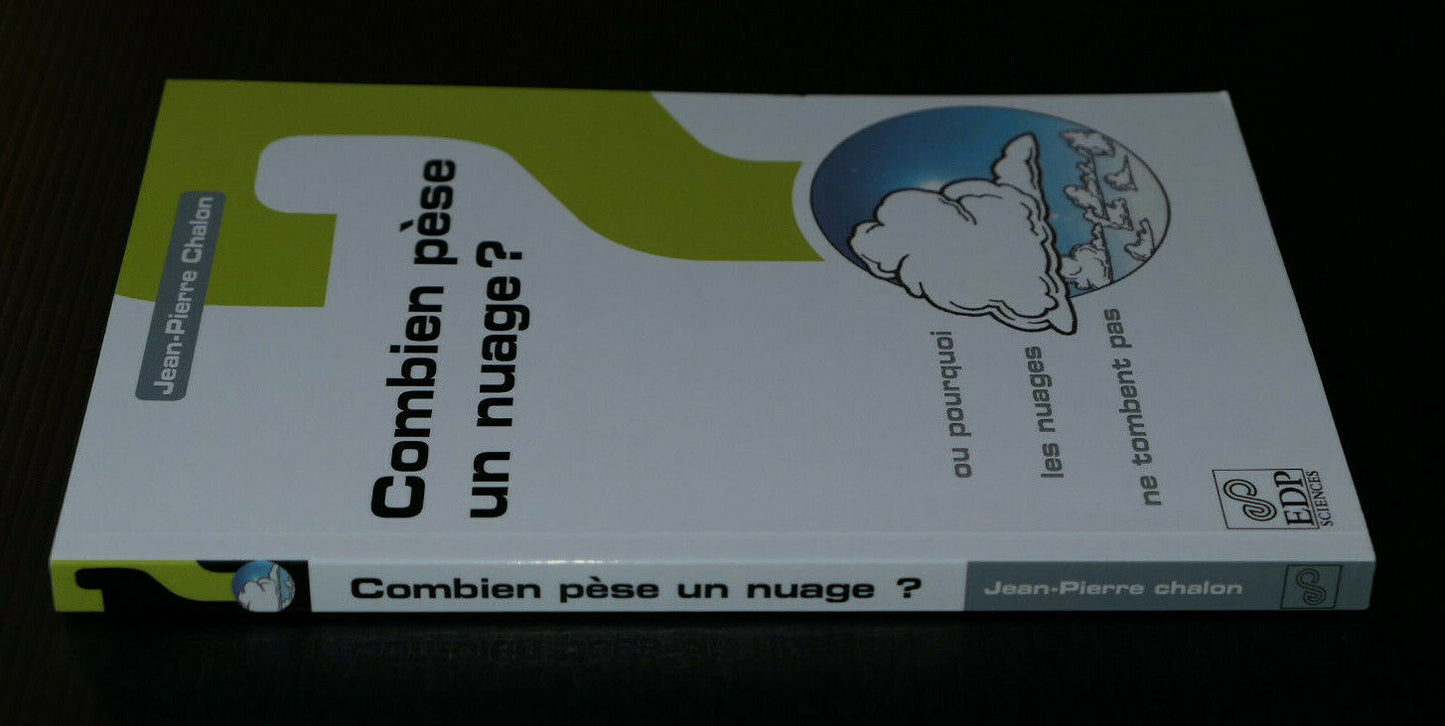 Jean-Pierre Chalon
Combien pèse
un nuage ?
ou pourquoi
les nuages
ne tombent pas
EDP
SCIENCES
Combien pèse un nuage ?
Jean-Pierre chalon